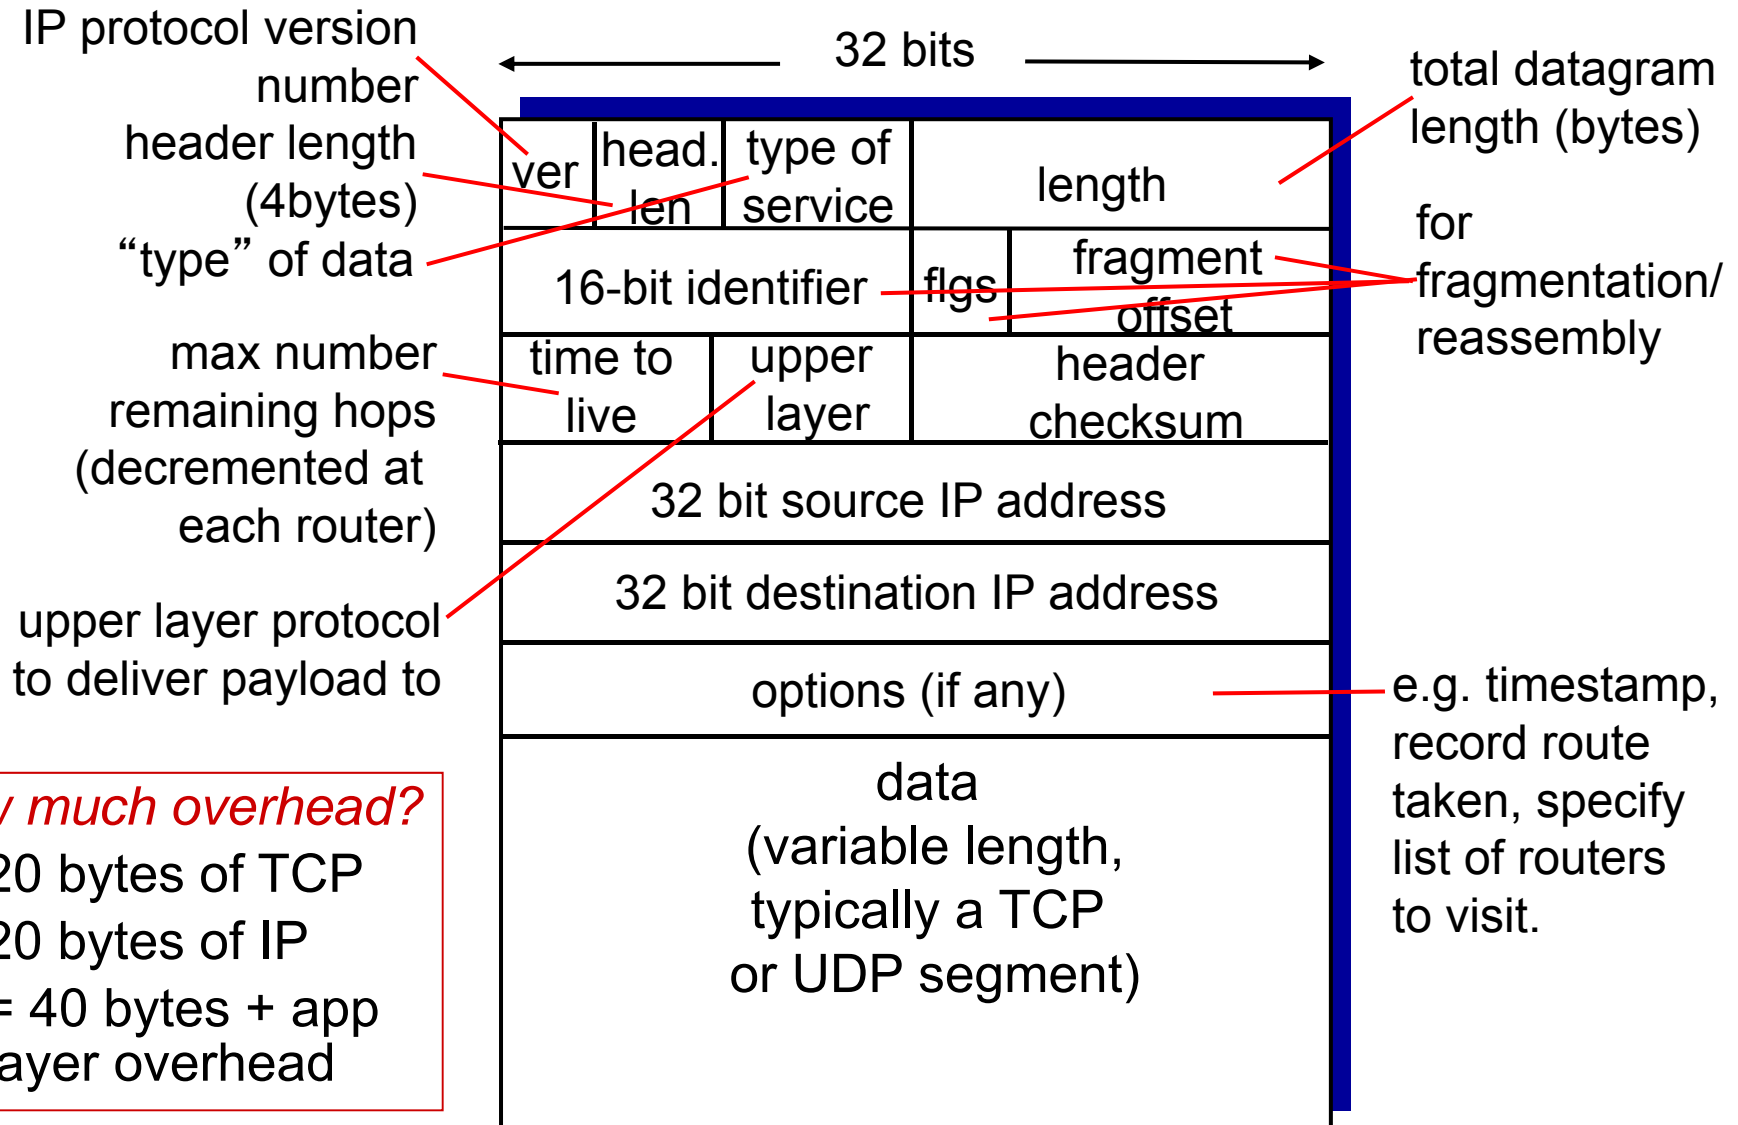 IP protocol version
number
header length
(4bytes)
“type” of data
max number
remaining hops
(decremented at
each router)
upper layer protocol
to deliver payload to
much overhead?
20 bytes of TCP
20 bytes of IP
= 40 bytes + app
overhead
32 bits
ver
head.
len
type of
service
length
16-bit identifier
flgs
fragment
offset
time to
live
upper
layer
header
checksum
32 bit source IP address
32 bit destination IP address
options (if any)
data
(variable length,
typically a TCP
or UDP segment)
total datagram
length (bytes)
for
fragmentation/
reassembly
e.g. timestamp,
record route
taken, specify
list of routers
to visit.